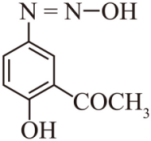 N = N—OH
COCH₃
OH